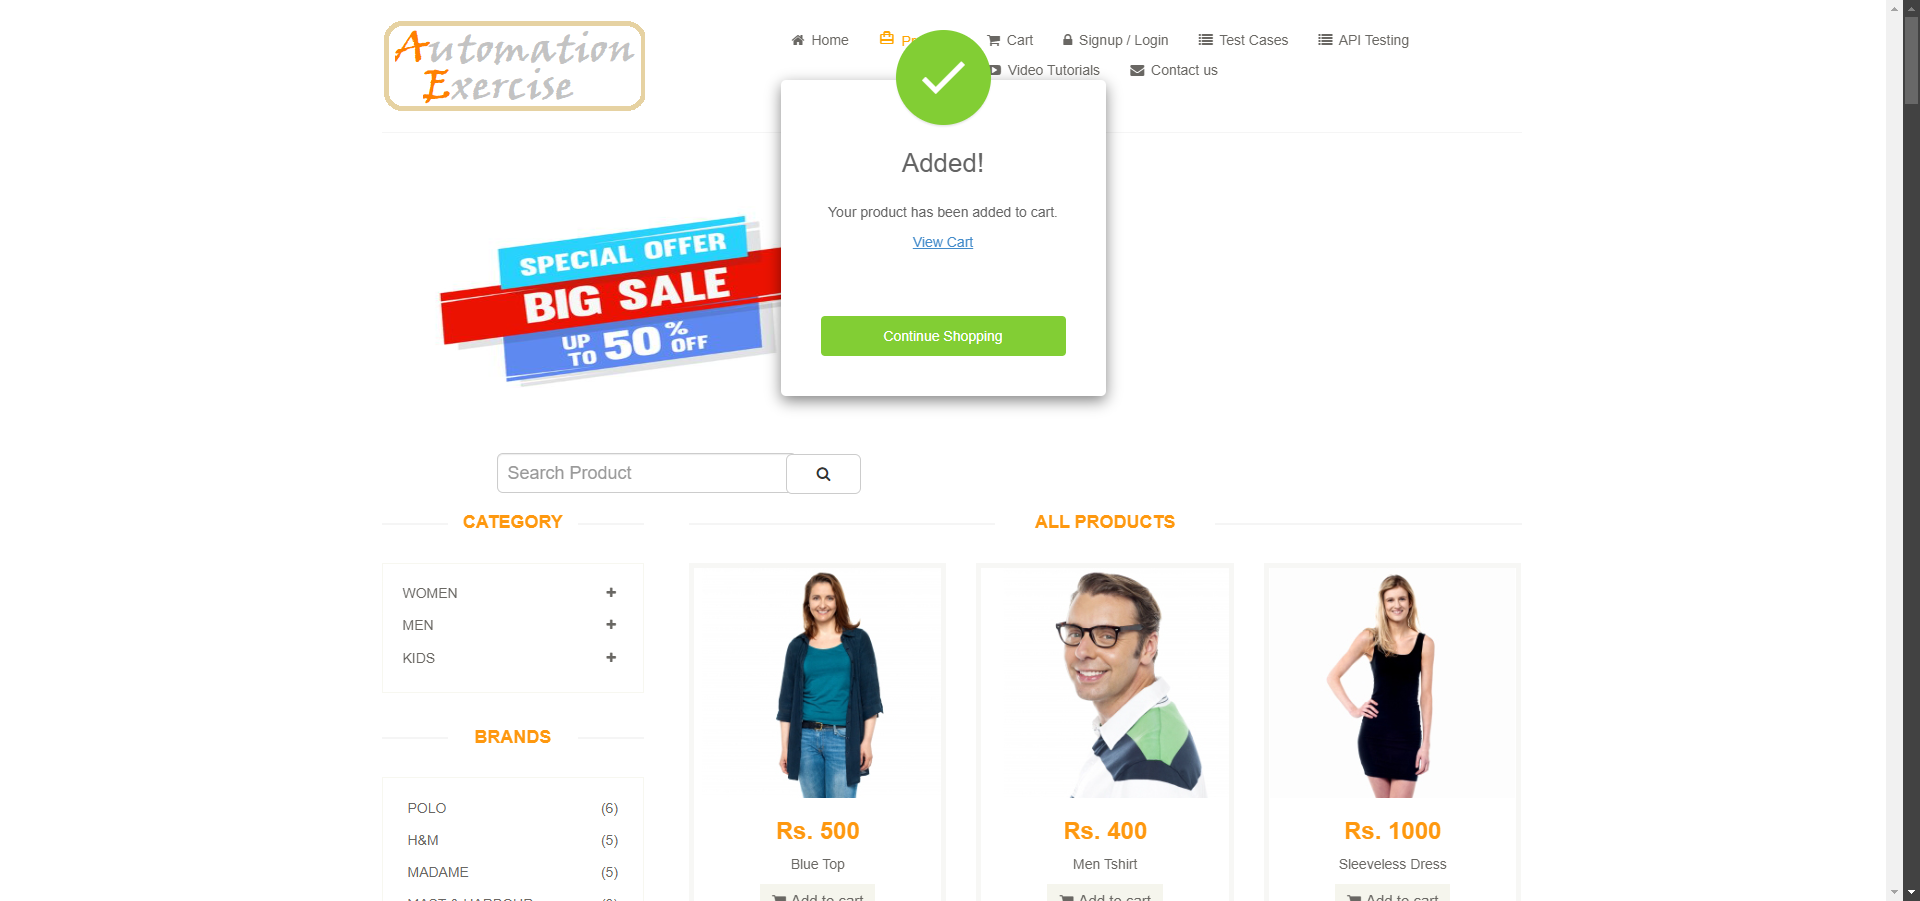 Automation
Exercise
Home
Cart
Signup / Login
Test Cases
API Testing
Video Tutorials
Contact us
Added!
Your product has been added to cart.
View Cart
Continue Shopping
SPECIAL OFFER
BIG SALE
UP TO 50% OFF
Search Product
CATEGORY
WOMEN
MEN
KIDS
BRANDS
POLO (6)
H&M (5)
MADAME (5)
ALL PRODUCTS
Rs. 500
Blue Top
Add to cart
Rs. 400
Men Tshirt
Add to cart
Rs. 1000
Sleeveless Dress
Add to cart